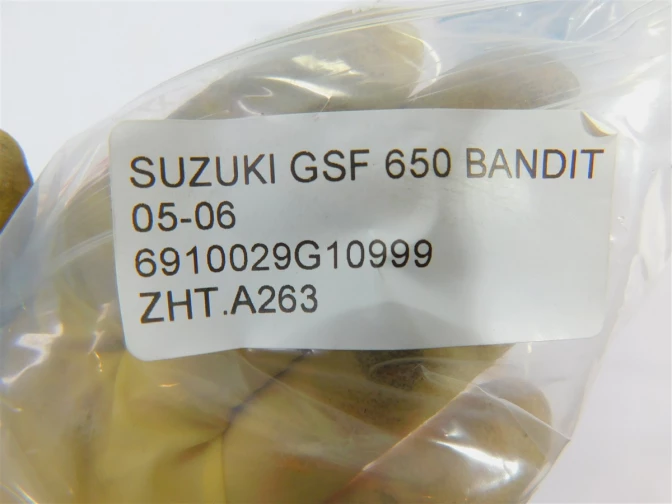 SUZUKI GSF 650 BANDIT
05-06
6910029G10999
ZHT.A263